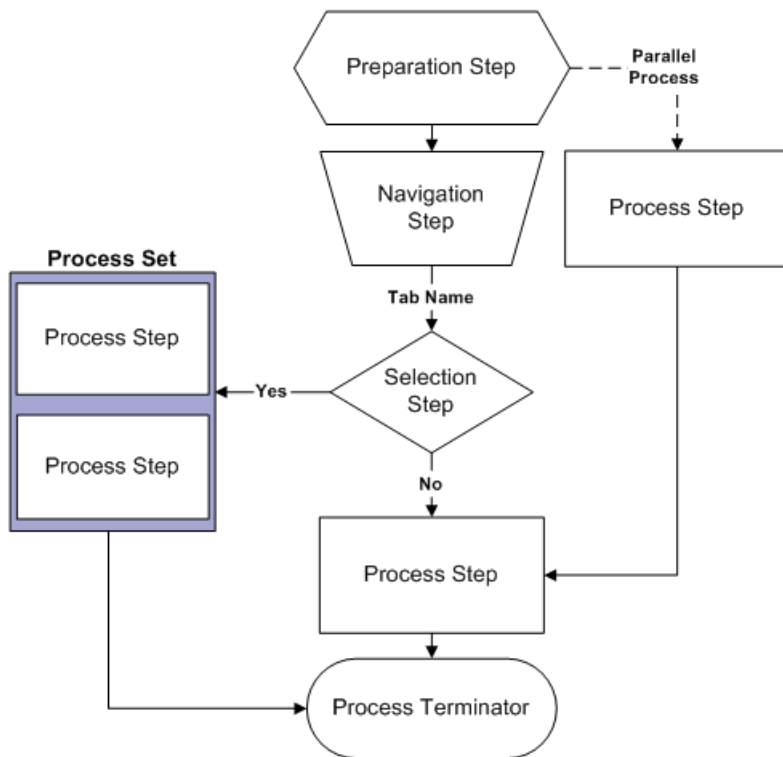 Preparation Step
Parallel
Process
Navigation
Step
Process Step
Tab Name
Process Set
Process Step
Selection
Step
Yes
Process Step
No
Process Step
Process Terminator